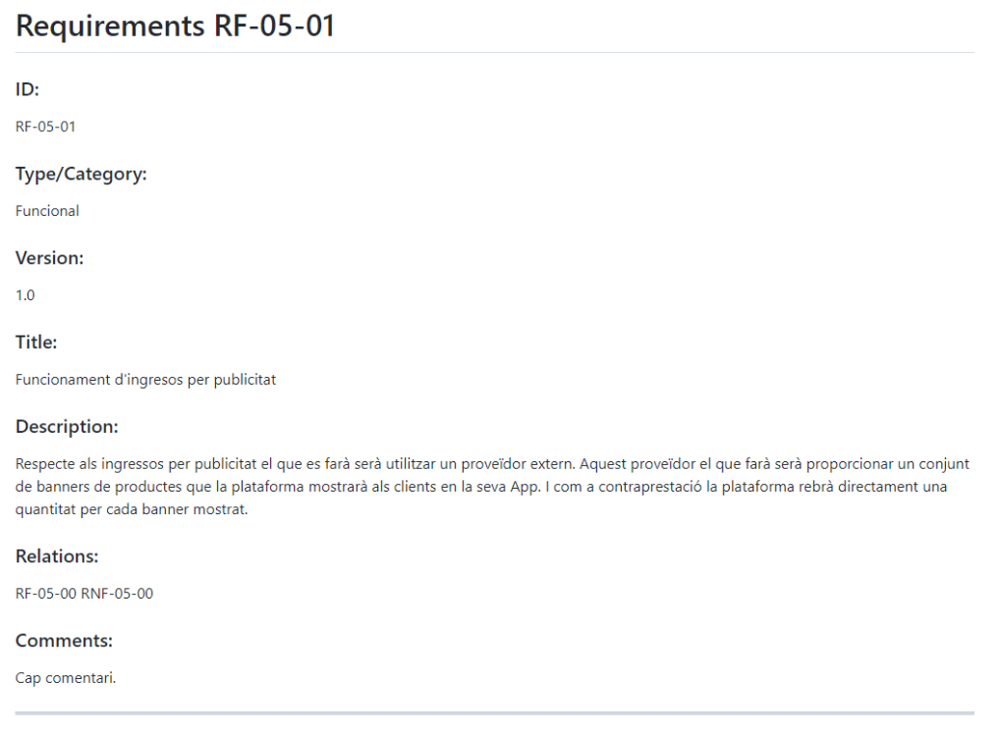 Requirements RF-05-01
ID:
RF-05-01
Type/Category:
Funcional
Version:
1.0
Title:
Funcionament d'ingresos per publicitat
Description:
Respecte als ingressos per publicitat el que es farà serà utilitzar un proveïdor extern. Aquest proveïdor el que farà serà proporcionar un conjunt
de banners de productes que la plataforma mostrarà als clients en la seva App. I com a contraprestació la plataforma rebrà directament una
quantitat per cada banner mostrat.
Relations:
RF-05-00 RNF-05-00
Comments:
Cap comentari.